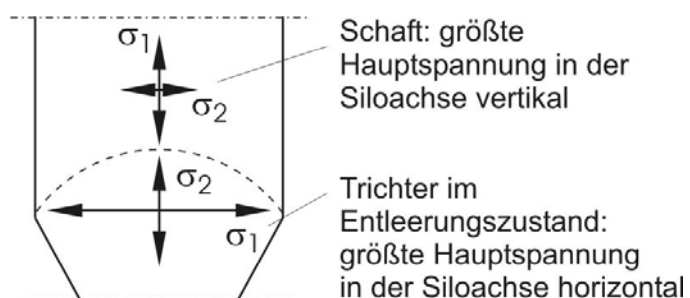 σ1
σ2
Schaft: größte
Hauptspannung in der
Siloachse vertikal
σ2
σ1
Trichter im
Entleerungszustand:
größte Hauptspannung
in der Siloachse horizontal